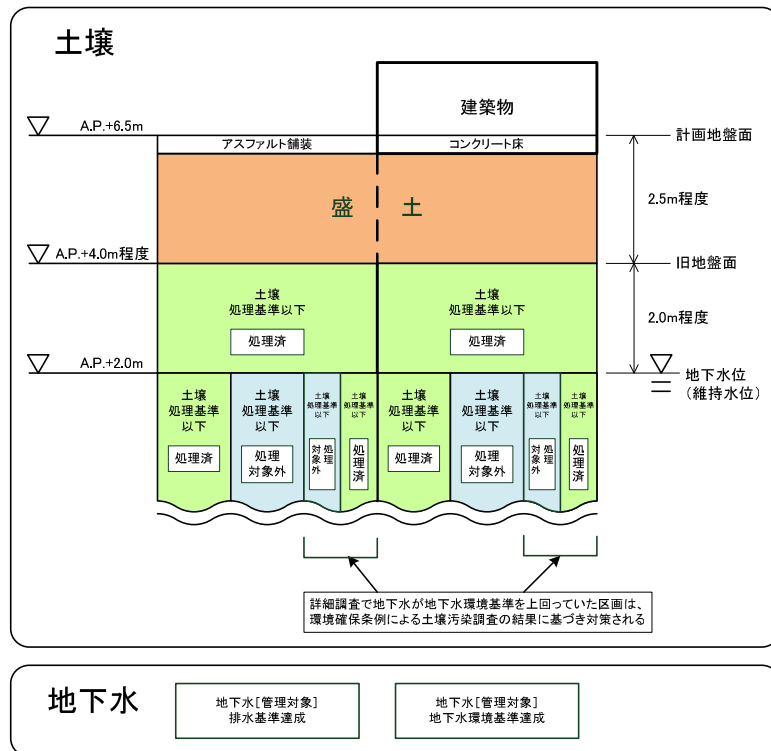 土壌
建築物
A.P.+6.5m
計画地盤面
アスファルト舗装
コンクリート床
盛 土
2.5m程度
A.P.+4.0m程度
旧地盤面
土壌
処理基準以下
処理済
土壌
処理基準以下
処理済
2.0m程度
A.P.+2.0m
地下水位
(維持水位)
土壌
処理基準
以下
処理済
土壌
処理基準
以下
処理
対象外
土壌
処理基準
以下
処理
対象外
土壌
処理基準
以下
処理済
土壌
処理基準
以下
処理済
土壌
処理基準
以下
処理
対象外
土壌
処理基準
以下
処理
対象外
土壌
処理基準
以下
処理済
詳細調査で地下水が地下水環境基準を上回っていた区画は、
環境確保条例による土壌汚染調査の結果に基づき対策される
地下水
地下水[管理対象]
排水基準達成
地下水[管理対象]
地下水環境基準達成